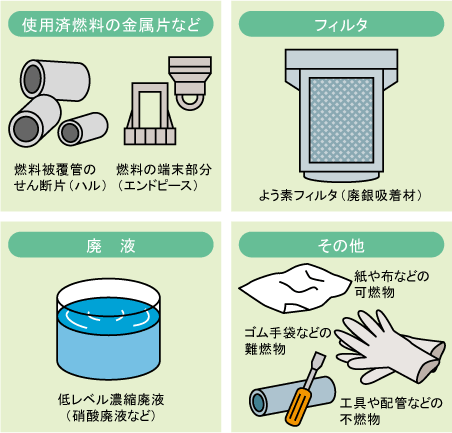 使用済燃料の金属片など
燃料被覆管の
せん断片（ハル）
燃料の端末部分
（エンドピース）
フィルタ
よう素フィルタ（廃銀吸着材）
廃　液
低レベル濃縮廃液
（硝酸廃液など）
その他
紙や布などの
可燃物
ゴム手袋などの
難燃物
工具や配管などの
不燃物